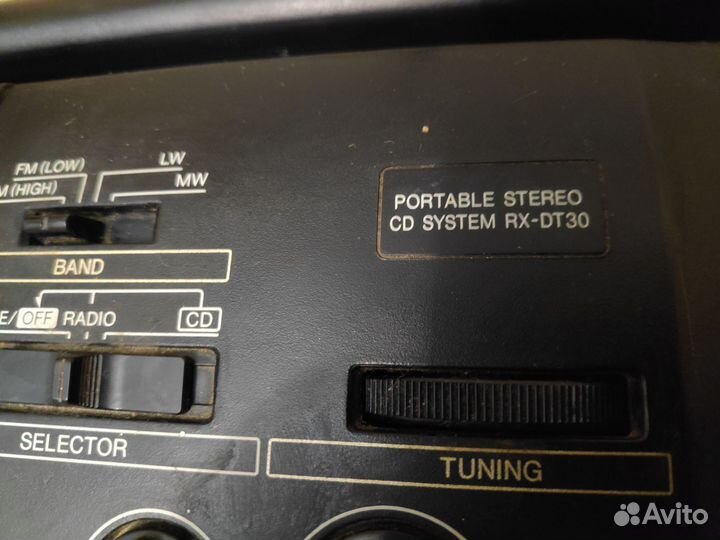 FM (LOW)
LW
M (HIGH)
MW
PORTABLE STEREO
CD SYSTEM RX-DT30
BAND
E/OFF RADIO CD
SELECTOR
TUNING
Avito